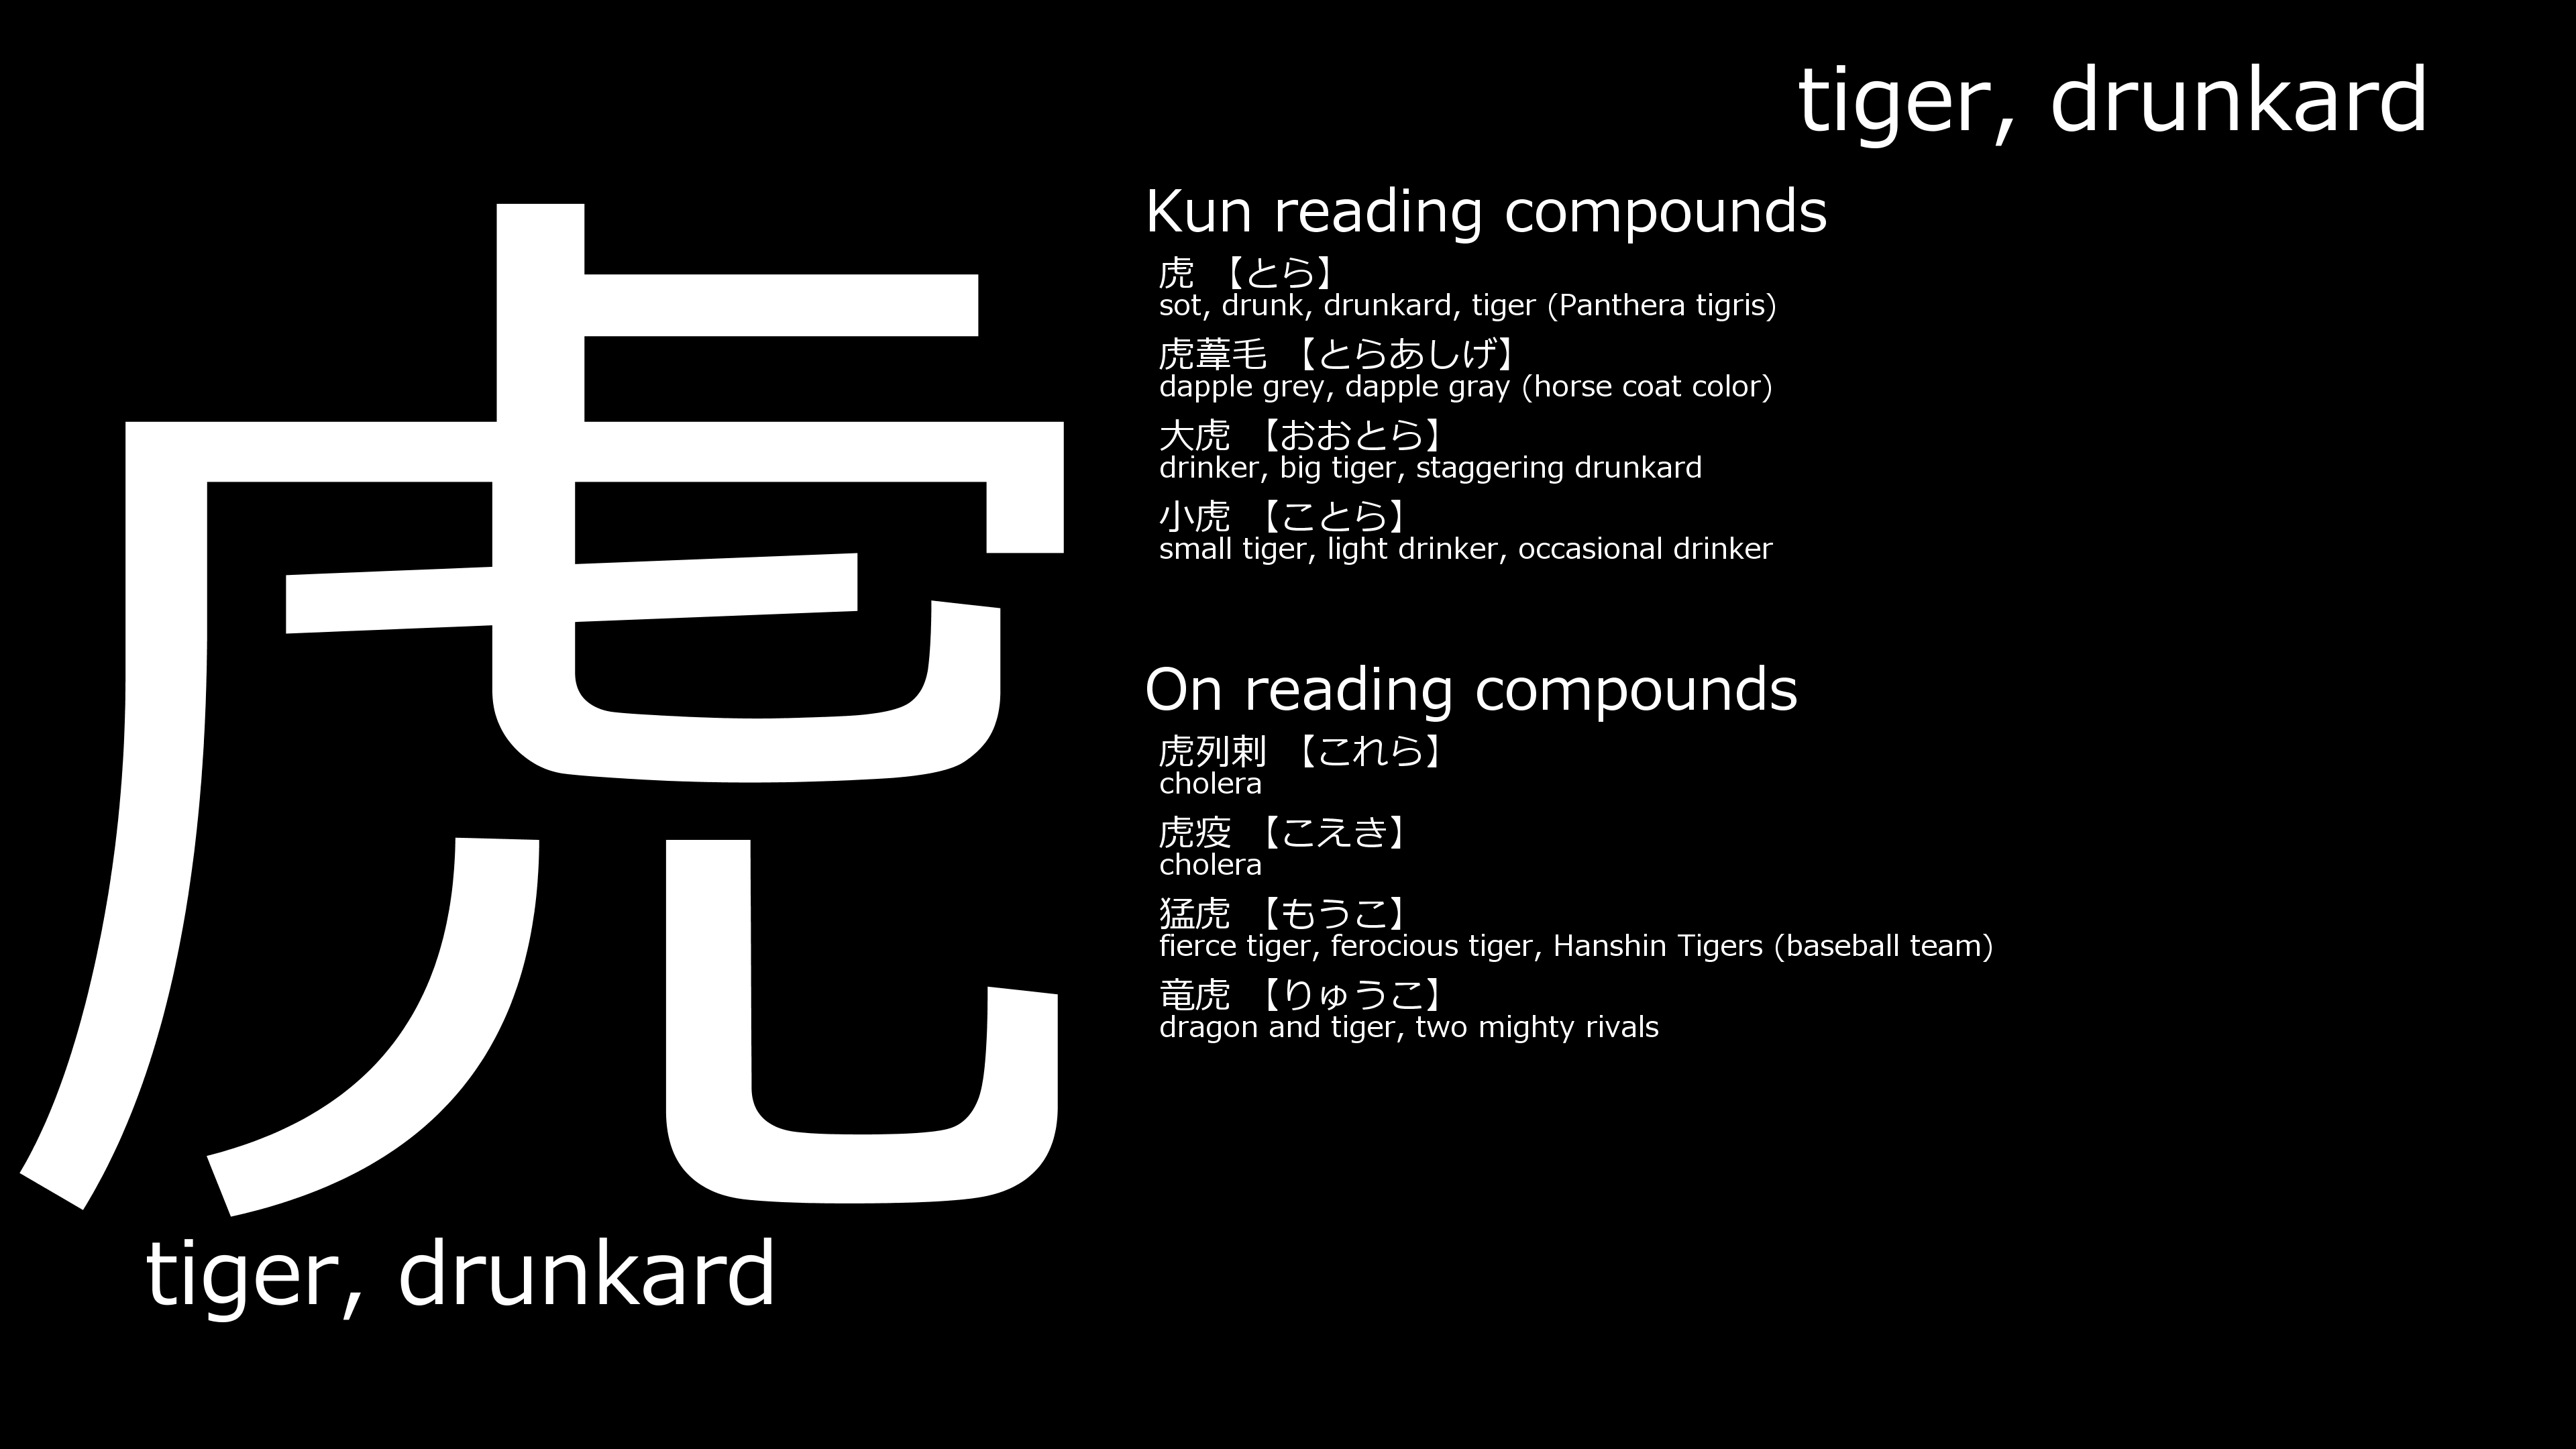 tiger, drunkard
虎
tiger, drunkard
Kun reading compounds
虎 【とら】
sot, drunk, drunkard, tiger (Panthera tigris)
虎葦毛 【とらあしげ】
dapple grey, dapple gray (horse coat color)
大虎 【おおとら】
drinker, big tiger, staggering drunkard
小虎 【ことら】
small tiger, light drinker, occasional drinker
On reading compounds
虎列剌 【これら】
cholera
虎疫 【こえき】
cholera
猛虎 【もうこ】
fierce tiger, ferocious tiger, Hanshin Tigers (baseball team)
竜虎 【りゅうこ】
dragon and tiger, two mighty rivals